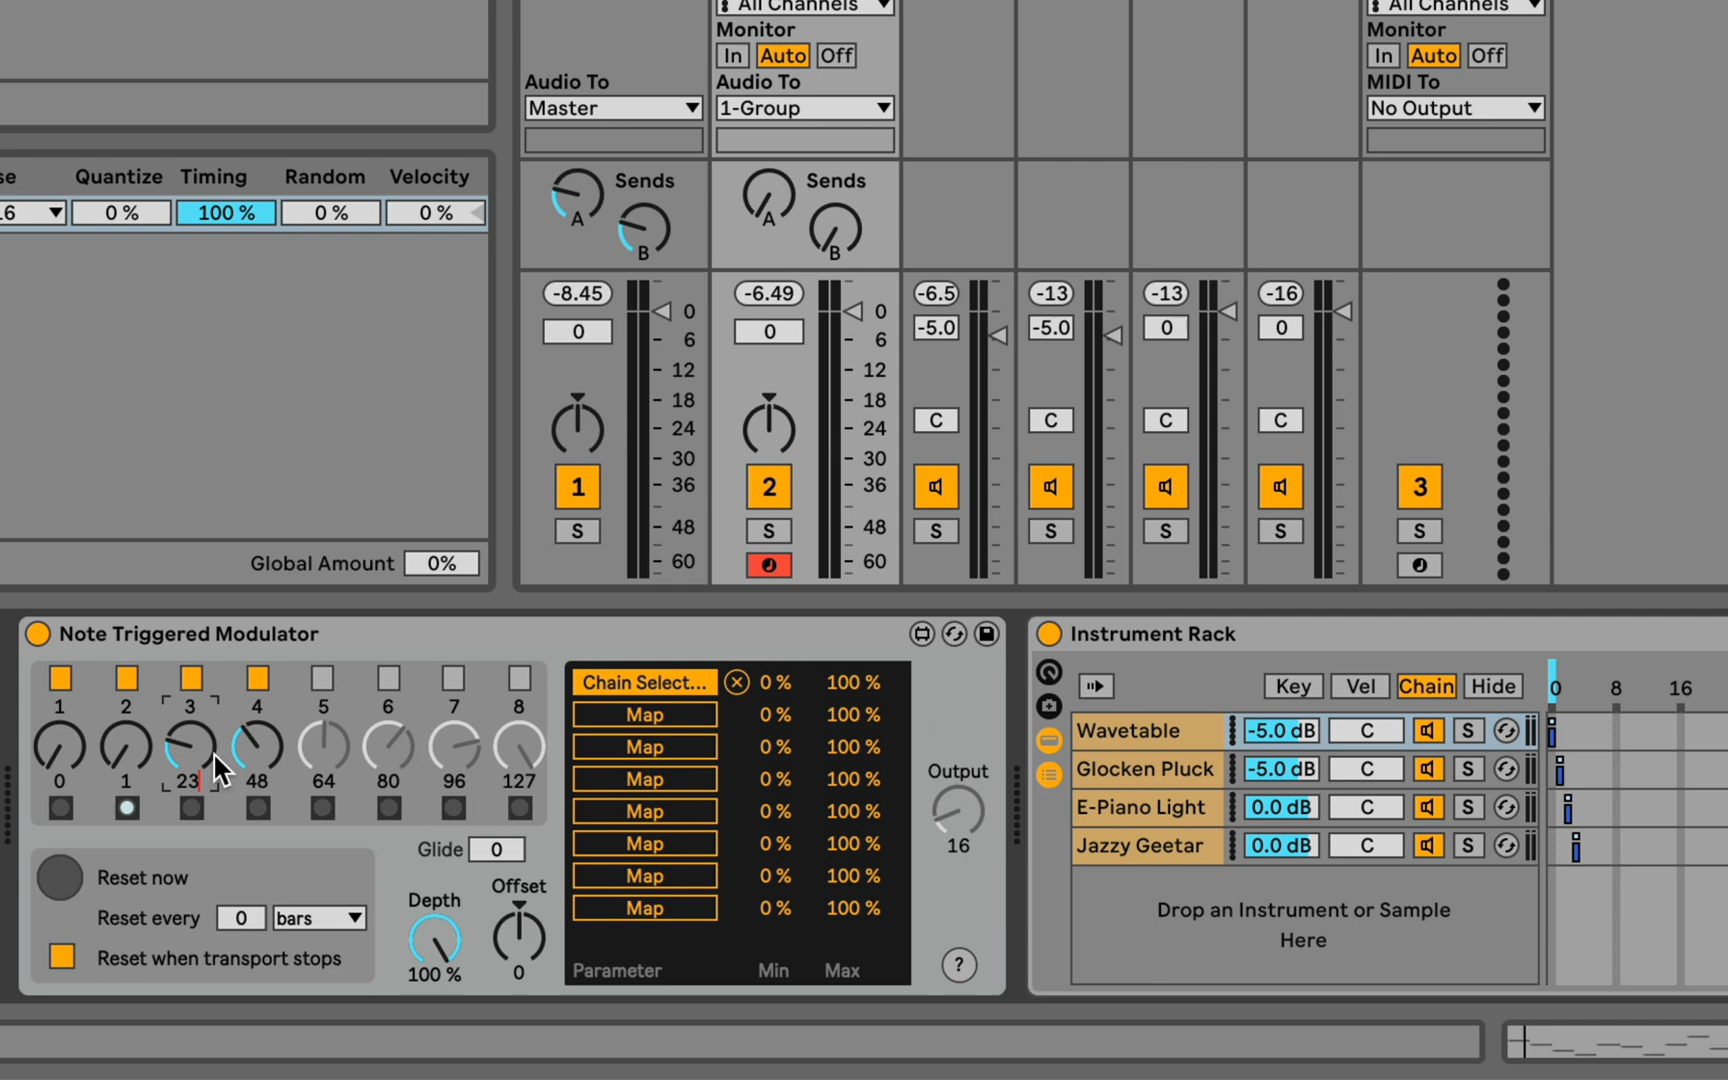 All Channels
All Channels
Monitor
Monitor
In Auto Off
In Auto Off
Audio To
Audio To
MIDI To
Master
1-Group
No Output
se Quantize Timing Random Velocity
16 0 % 100 % 0 % 0 %
Sends
Sends
A
A
B
B
-8.45 -6.49 -6.5 -13 -13 -16
0 0 -5.0 -5.0 0 0
0 6 12 18 24 30 36 48 60
0 6 12 18 24 30 36 48 60
C C C C
1 2 3
S S S S S S S
Global Amount 0%
Note Triggered Modulator
1 2 3 4 5 6 7 8
0 1 23 48 64 80 96 127
Glide 0
Reset now
Reset every 0 bars
Reset when transport stops
Depth
100 %
Offset
0
Chain Select... 0 % 100 %
Map 0 % 100 %
Map 0 % 100 %
Map 0 % 100 %
Map 0 % 100 %
Map 0 % 100 %
Map 0 % 100 %
Map 0 % 100 %
Parameter Min Max
Output
16
?
Instrument Rack
Key Vel Chain Hide
0 8 16
Wavetable -5.0 dB C S
Glocken Pluck -5.0 dB C S
E-Piano Light 0.0 dB C S
Jazzy Geetar 0.0 dB C S
Drop an Instrument or Sample
Here